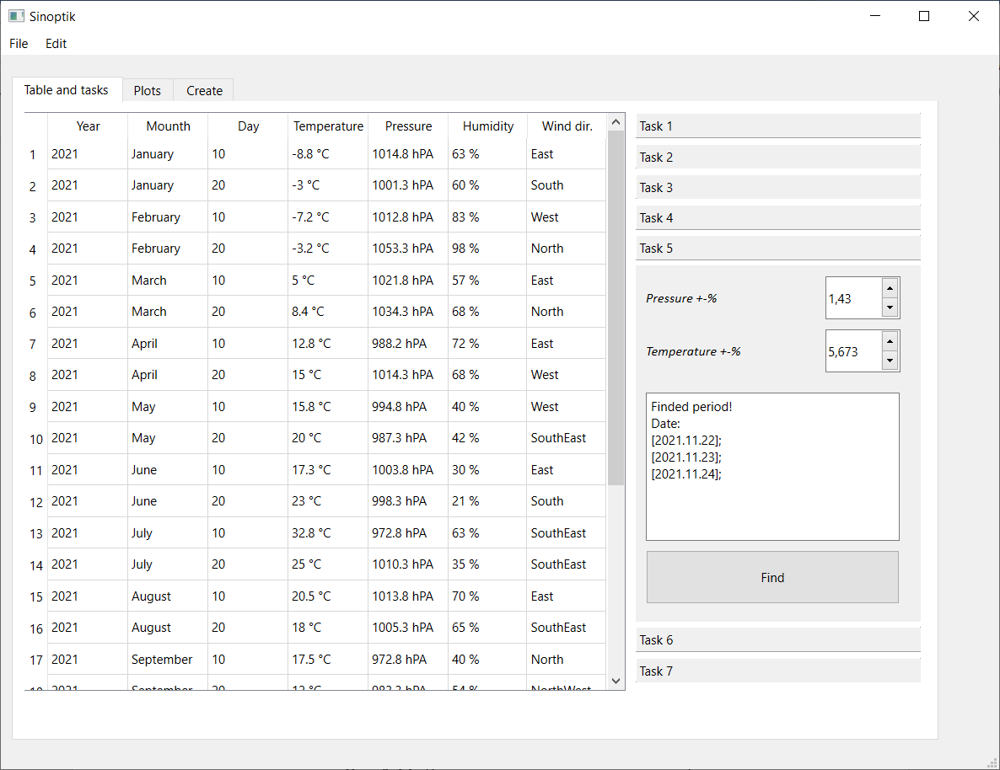 Sinoptik
File Edit
Table and tasks Plots Create
Year Mounth Day Temperature Pressure Humidity Wind dir.
1 2021 January 10 -8.8 °C 1014.8 hPA 63 % East
2 2021 January 20 -3 °C 1001.3 hPA 60 % South
3 2021 February 10 -7.2 °C 1012.8 hPA 83 % West
4 2021 February 20 -3.2 °C 1053.3 hPA 98 % North
5 2021 March 10 5 °C 1021.8 hPA 57 % East
6 2021 March 20 8.4 °C 1034.3 hPA 68 % North
7 2021 April 10 12.8 °C 988.2 hPA 72 % East
8 2021 April 20 15 °C 1014.3 hPA 68 % West
9 2021 May 10 15.8 °C 994.8 hPA 40 % West
10 2021 May 20 20 °C 987.3 hPA 42 % SouthEast
11 2021 June 10 17.3 °C 1003.8 hPA 30 % East
12 2021 June 20 23 °C 998.3 hPA 21 % South
13 2021 July 10 32.8 °C 972.8 hPA 63 % SouthEast
14 2021 July 20 25 °C 1010.3 hPA 35 % SouthEast
15 2021 August 10 20.5 °C 1013.8 hPA 70 % East
16 2021 August 20 18 °C 1005.3 hPA 65 % SouthEast
17 2021 September 10 17.5 °C 972.8 hPA 40 % North
2021 September 20 NorthWest
Task 1
Task 2
Task 3
Task 4
Task 5
Pressure +-% 1,43
Temperature +-% 5,673
Finded period!
Date:
[2021.11.22];
[2021.11.23];
[2021.11.24];
Find
Task 6
Task 7